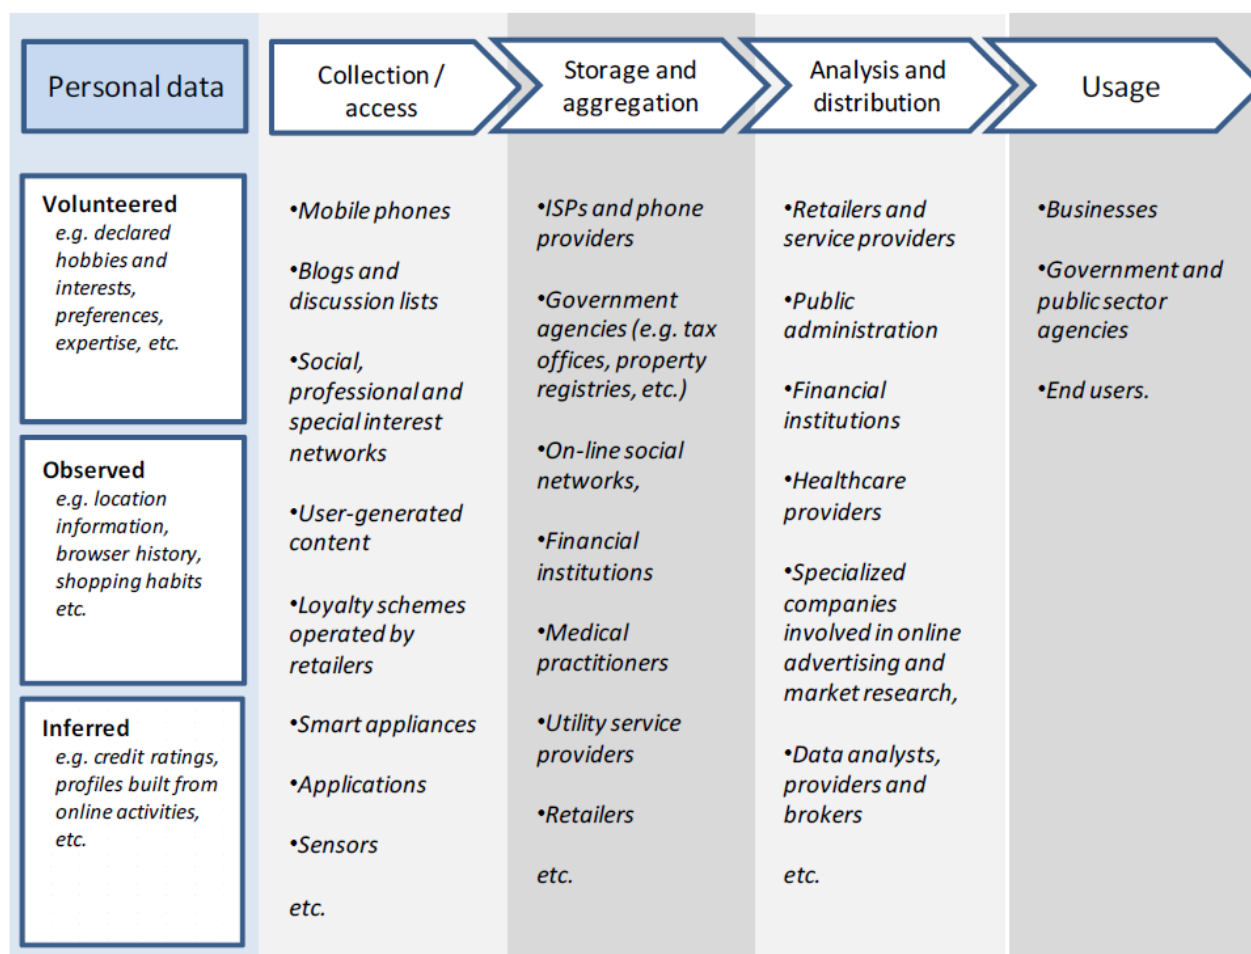 Personal data
Collection /
access
Storage and
aggregation
Analysis and
distribution
Usage
Volunteered
e.g. declared
hobbies and
interests,
preferences,
expertise, etc.
Observed
e.g. location
information,
browser history,
shopping habits
etc.
Inferred
e.g. credit ratings,
profiles built from
online activities,
etc.
•Mobile phones
•Blogs and
discussion lists
•Social,
professional and
special interest
networks
•User-generated
content
•Loyalty schemes
operated by
retailers
•Smart appliances
•Applications
•Sensors
etc.
•ISPs and phone
providers
•Government
agencies (e.g. tax
offices, property
registries, etc.)
•On-line social
networks,
•Financial
institutions
•Medical
practitioners
•Utility service
providers
•Retailers
etc.
•Retailers and
service providers
•Public
administration
•Financial
institutions
•Healthcare
providers
•Specialized
companies
involved in online
advertising and
market research,
•Data analysts,
providers and
brokers
etc.
•Businesses
•Government and
public sector
agencies
•End users.